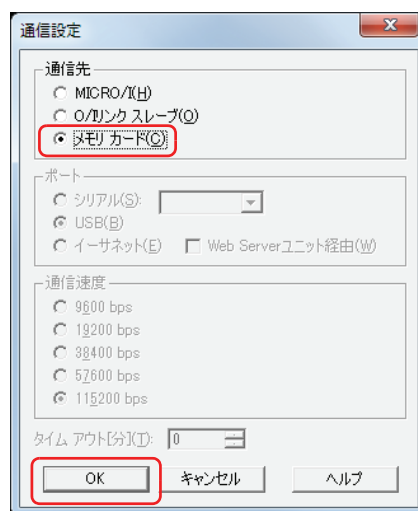 通信設定
通信先
MICRO/I(H)
O/Iリンク スレーブ(O)
メモリ カード(C)
ポート
シリアル(S):
USB(B)
イーサネット(E) Web Serverユニット経由(W)
通信速度
9600 bps
19200 bps
38400 bps
57600 bps
115200 bps
タイム アウト[分](T): 0
OK キャンセル ヘルプ